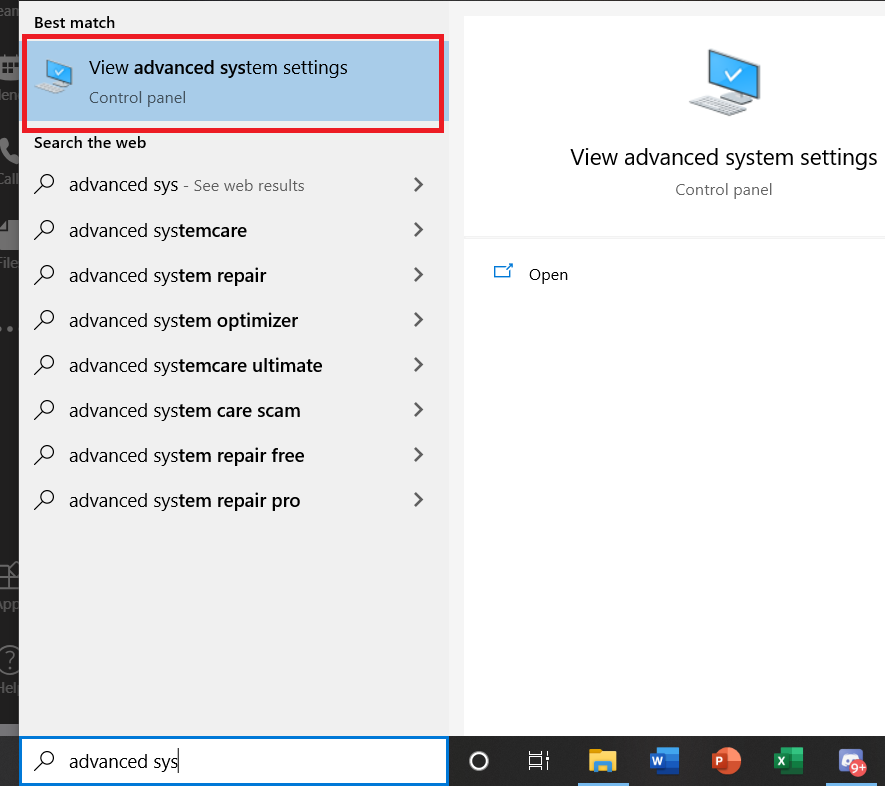 Best match
View advanced system settings
Control panel
Search the web
advanced sys - See web results
advanced systemcare
advanced system repair
advanced system optimizer
advanced systemcare ultimate
advanced system care scam
advanced system repair free
advanced system repair pro
advanced sys
View advanced system settings
Control panel
Open
W
P
X
9+